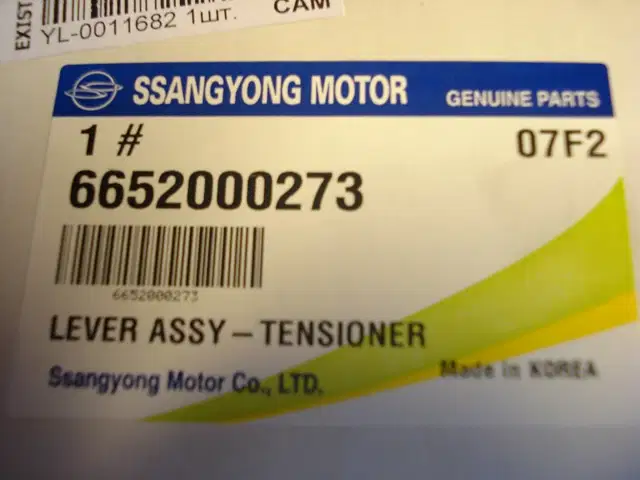 EXIST
YL-0011682 1шт.
САМ
SSANGYONG MOTOR GENUINE PARTS
1 # 07F2
6652000273
6652000273
LEVER ASSY – TENSIONER
Ssangyong Motor Co., LTD. Made in KOREA